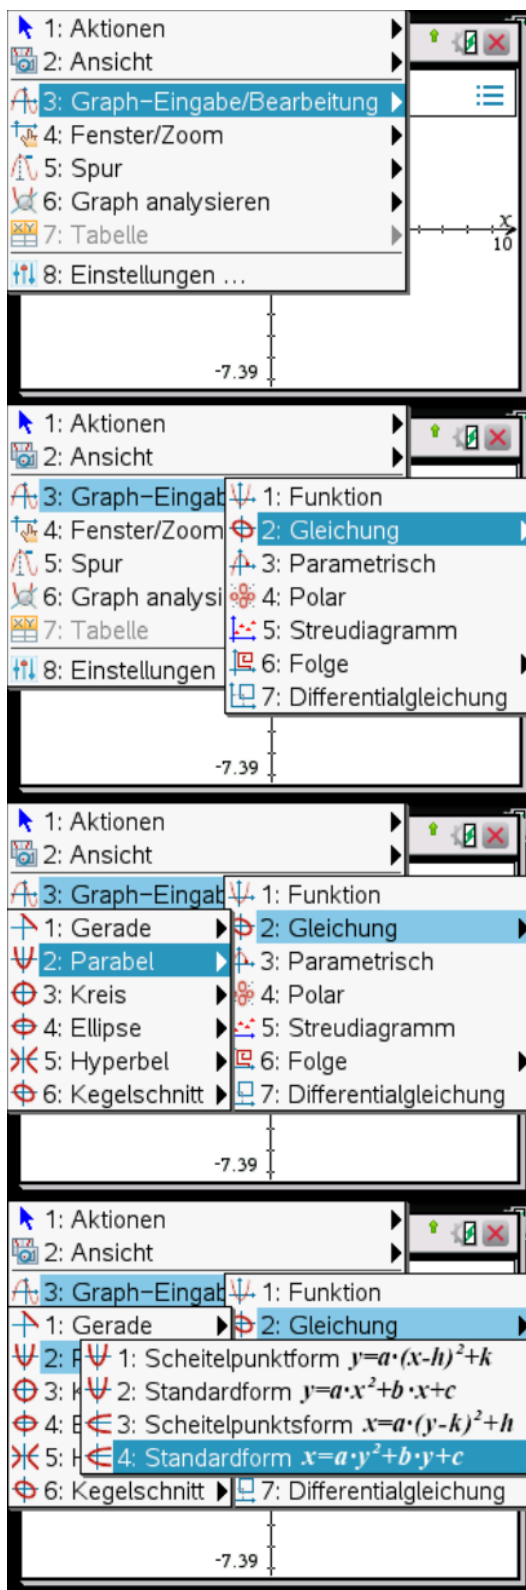 1: Aktionen
2: Ansicht
3: Graph-Eingabe/Bearbeitung
4: Fenster/Zoom
5: Spur
6: Graph analysieren
7: Tabelle
8: Einstellungen ...
x
10
-7.39
1: Aktionen
2: Ansicht
3: Graph-Eingab
4: Fenster/Zoom
5: Spur
6: Graph analysi
7: Tabelle
8: Einstellungen
1: Funktion
2: Gleichung
3: Parametrisch
4: Polar
5: Streudiagramm
6: Folge
7: Differentialgleichung
-7.39
1: Aktionen
2: Ansicht
3: Graph-Eingab
1: Gerade
2: Parabel
3: Kreis
4: Ellipse
5: Hyperbel
6: Kegelschnitt
1: Funktion
2: Gleichung
3: Parametrisch
4: Polar
5: Streudiagramm
6: Folge
7: Differentialgleichung
-7.39
1: Aktionen
2: Ansicht
3: Graph-Eingab
1: Funktion
1: Gerade
2: Gleichung
2: P
1: Scheitelpunktform y=a·(x-h)²+k
3: K
2: Standardform y=a·x²+b·x+c
4: E
3: Scheitelpunktsform x=a·(y-k)²+h
5: H
4: Standardform x=a·y²+b·y+c
6: Kegelschnitt
7: Differentialgleichung
-7.39